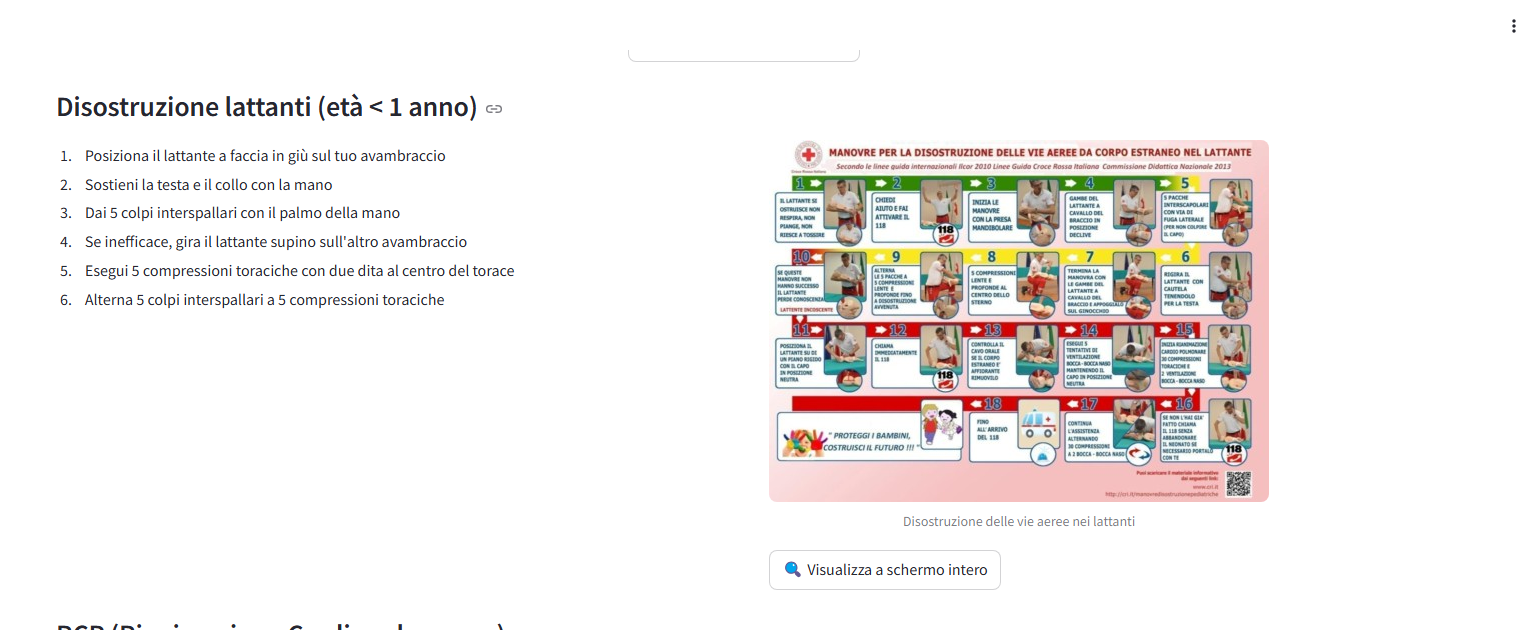 Disostruzione lattanti (età < 1 anno)
1. Posiziona il lattante a faccia in giù sul tuo avambraccio
2. Sostieni la testa e il collo con la mano
3. Dai 5 colpi interspallari con il palmo della mano
4. Se inefficace, gira il lattante supino sull'altro avambraccio
5. Esegui 5 compressioni toraciche con due dita al centro del torace
6. Alterna 5 colpi interspallari a 5 compressioni toraciche
MANOVRE PER LA DISOSTRUZIONE DELLE VIE AEREE DA CORPO ESTRANEO NEL LATTANTE
Secondo le linee guida internazionali Ilcor 2010 Linee Guida Croce Rossa Italiana Commissione Didattica Nazionale 2013
Croce Rossa Italiana
1
IL LATTANTE SE
OSTRUISCE NON
RESPIRA, NON
PIANGE, NON
RIESCE A TOSSIRE
2
CHIEDI
AIUTO E FAI
ATTIVARE IL
118
118
3
INIZIA LE
MANOVRE
CON LA PRESA
MANDIBOLARE
4
GAMBE DEL
LATTANTE A
CAVALLO DEL
BRACCIO IN
POSIZIONE
DECLIVE
5
5 PACCHE
INTERSCAPOLARI
CON VIA DI
FUGA LATERALE
(PER NON COLPIRE
IL CAPO)
6
RIGIRA IL
LATTANTE CON
CAUTELA
TENENDOLO
PER LA TESTA
7
TERMINA LA
MANOVRA CON
LE GAMBE DEL
LATTANTE A
CAVALLO DEL
BRACCIO E APPOGGIALO
SUL GINOCCHIO
8
5 COMPRESSIONI
LENTE E
PROFONDE AL
CENTRO DELLO
STERNO
9
ALTERNA
LE 5 PACCHE A
5 COMPRESSIONI
LENTE E
PROFONDE FINO
A DISOSTRUZIONE
AVVENUTA
10
SE QUESTE
MANOVRE NON
HANNO SUCCESSO
IL LATTANTE
PERDE CONOSCENZA
LATTANTE INCOSCIENTE
11
POSIZIONA IL
LATTANTE SU DI
UN PIANO RIGIDO
CON IL CAPO
IN POSIZIONE
NEUTRA
12
CHIAMA
IMMEDIATAMENTE
IL 118
118
13
CONTROLLA IL
CAVO ORALE
SE IL CORPO
ESTRANEO E'
AFFIORANTE
RIMUOVILO
14
ESEGUI 5
TENTATIVI DI
VENTILAZIONE
BOCCA - BOCCA NASO
MANTENENDO IL
CAPO IN POSIZIONE
NEUTRA
15
INIZIA RIANIMAZIONE
CARDIO POLMONARE
30 COMPRESSIONI
TORACICHE E
2 VENTILAZIONE
BOCCA - BOCCA NASO
16
SE NON L'HAI GIA'
FATTO CHIAMA
IL 118 SENZA
ABBANDONARE
IL NEONATO SE
NECESSARIO PORTALO
CON TE
118
17
CONTINUA
L'ASSISTENZA
ALTERNANDO
30 COMPRESSIONI
A 2 BOCCA - BOCCA NASO
18
FINO
ALL' ARRIVO
DEL 118
" PROTEGGI I BAMBINI,
COSTRUISCI IL FUTURO !!! "
Puoi scaricare il materiale informativo
dai seguenti link:
www.cri.it
http://cri.it/manovredisostruzionepediatriche
Disostruzione delle vie aeree nei lattanti
Visualizza a schermo intero